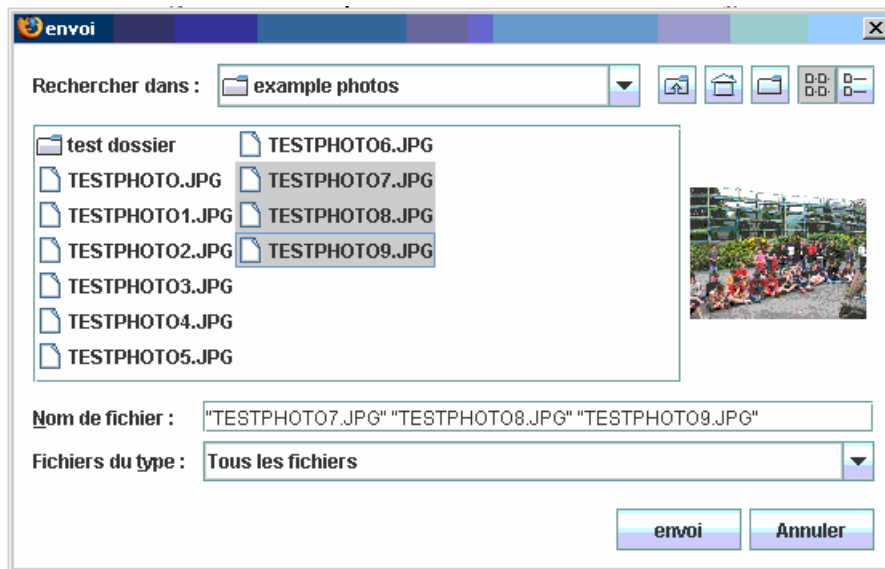 envoi
Rechercher dans :
example photos
test dossier
TESTPHOTO.JPG
TESTPHOTO1.JPG
TESTPHOTO2.JPG
TESTPHOTO3.JPG
TESTPHOTO4.JPG
TESTPHOTO5.JPG
TESTPHOTO6.JPG
TESTPHOTO7.JPG
TESTPHOTO8.JPG
TESTPHOTO9.JPG
Nom de fichier :
"TESTPHOTO7.JPG" "TESTPHOTO8.JPG" "TESTPHOTO9.JPG"
Fichiers du type :
Tous les fichiers
envoi
Annuler